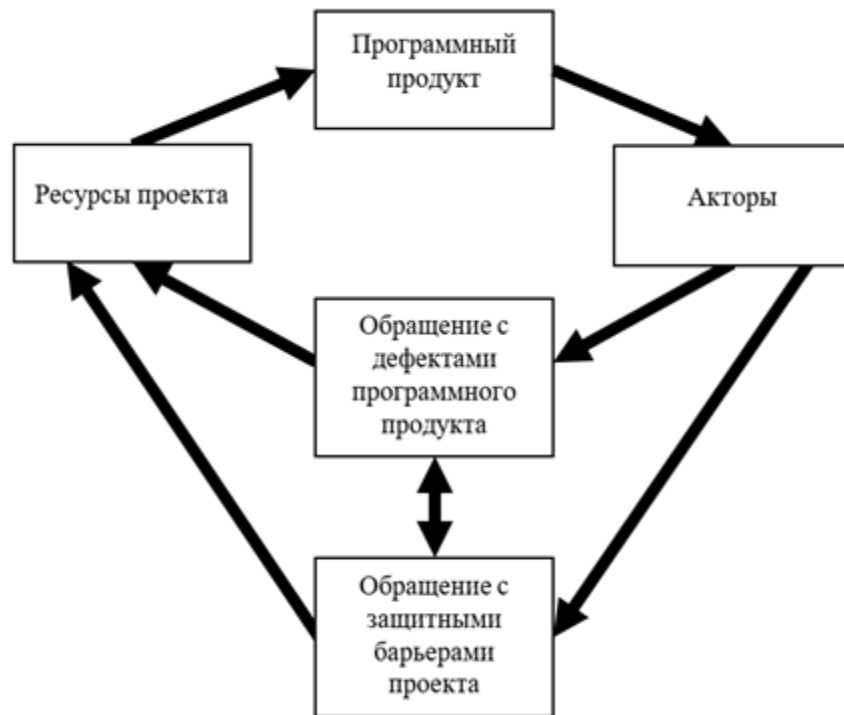 Программный
продукт
Ресурсы проекта
Акторы
Обращение с
дефектами
программного
продукта
Обращение с
защитными
барьерами
проекта